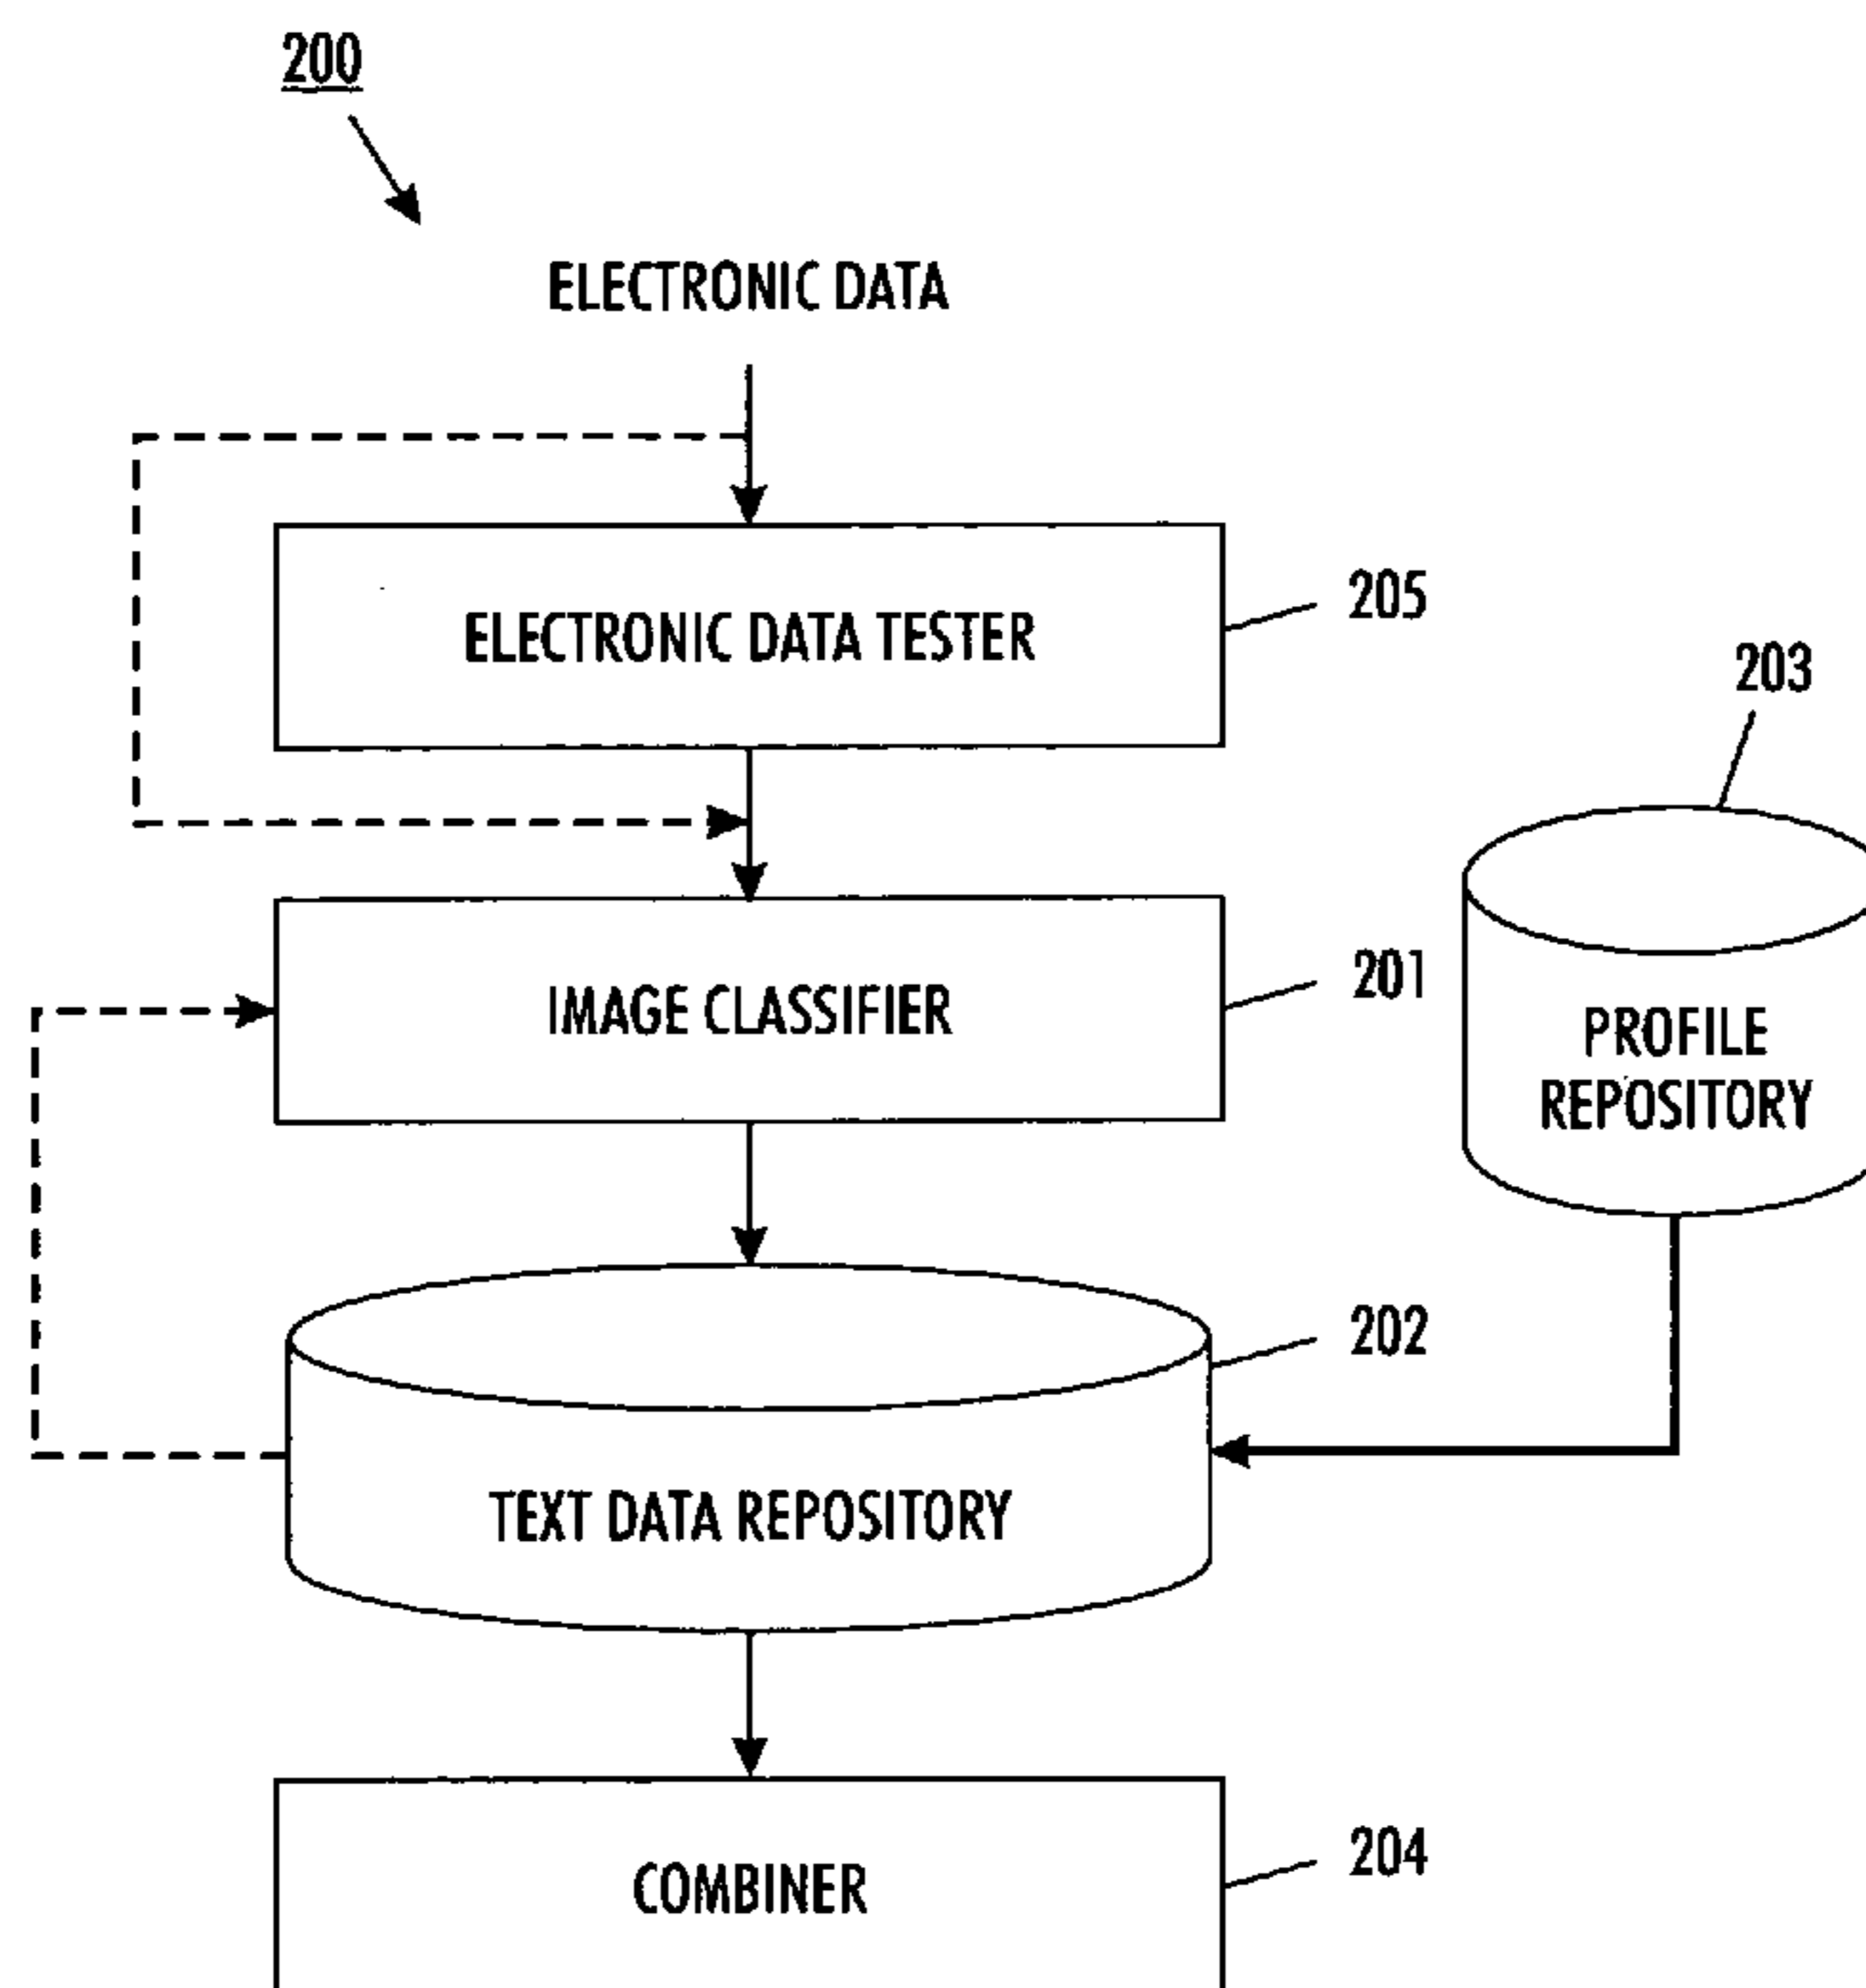 200
ELECTRONIC DATA
ELECTRONIC DATA TESTER
205
203
IMAGE CLASSIFIER
201
PROFILE
REPOSITORY
202
TEXT DATA REPOSITORY
COMBINER
204